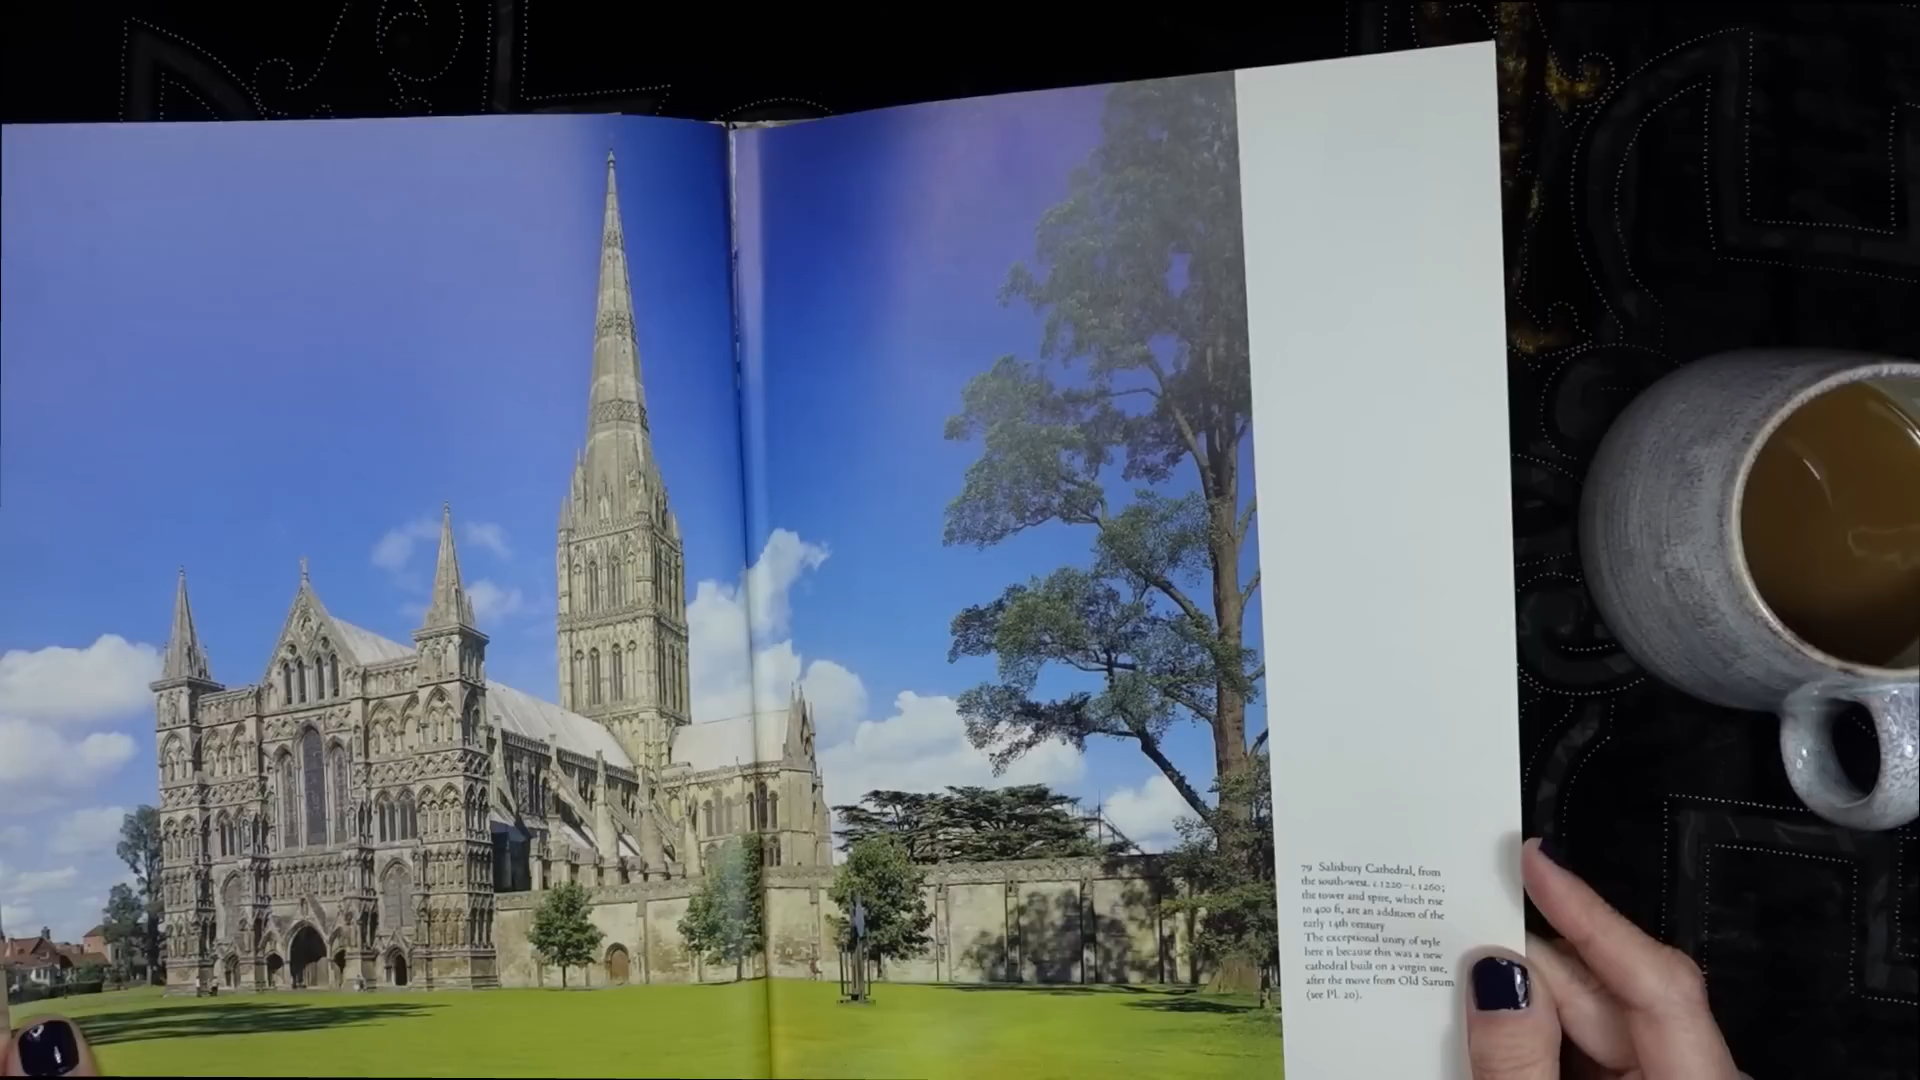 79 Salisbury Cathedral, from
the south-west. c.1220–c.1260;
the tower and spire, which rise
to 400 ft, are an addition of the
early 14th century
The exceptional unity of style
here is because this was a new
cathedral built on a virgin site,
after the move from Old Sarum
(see Pl. 20).